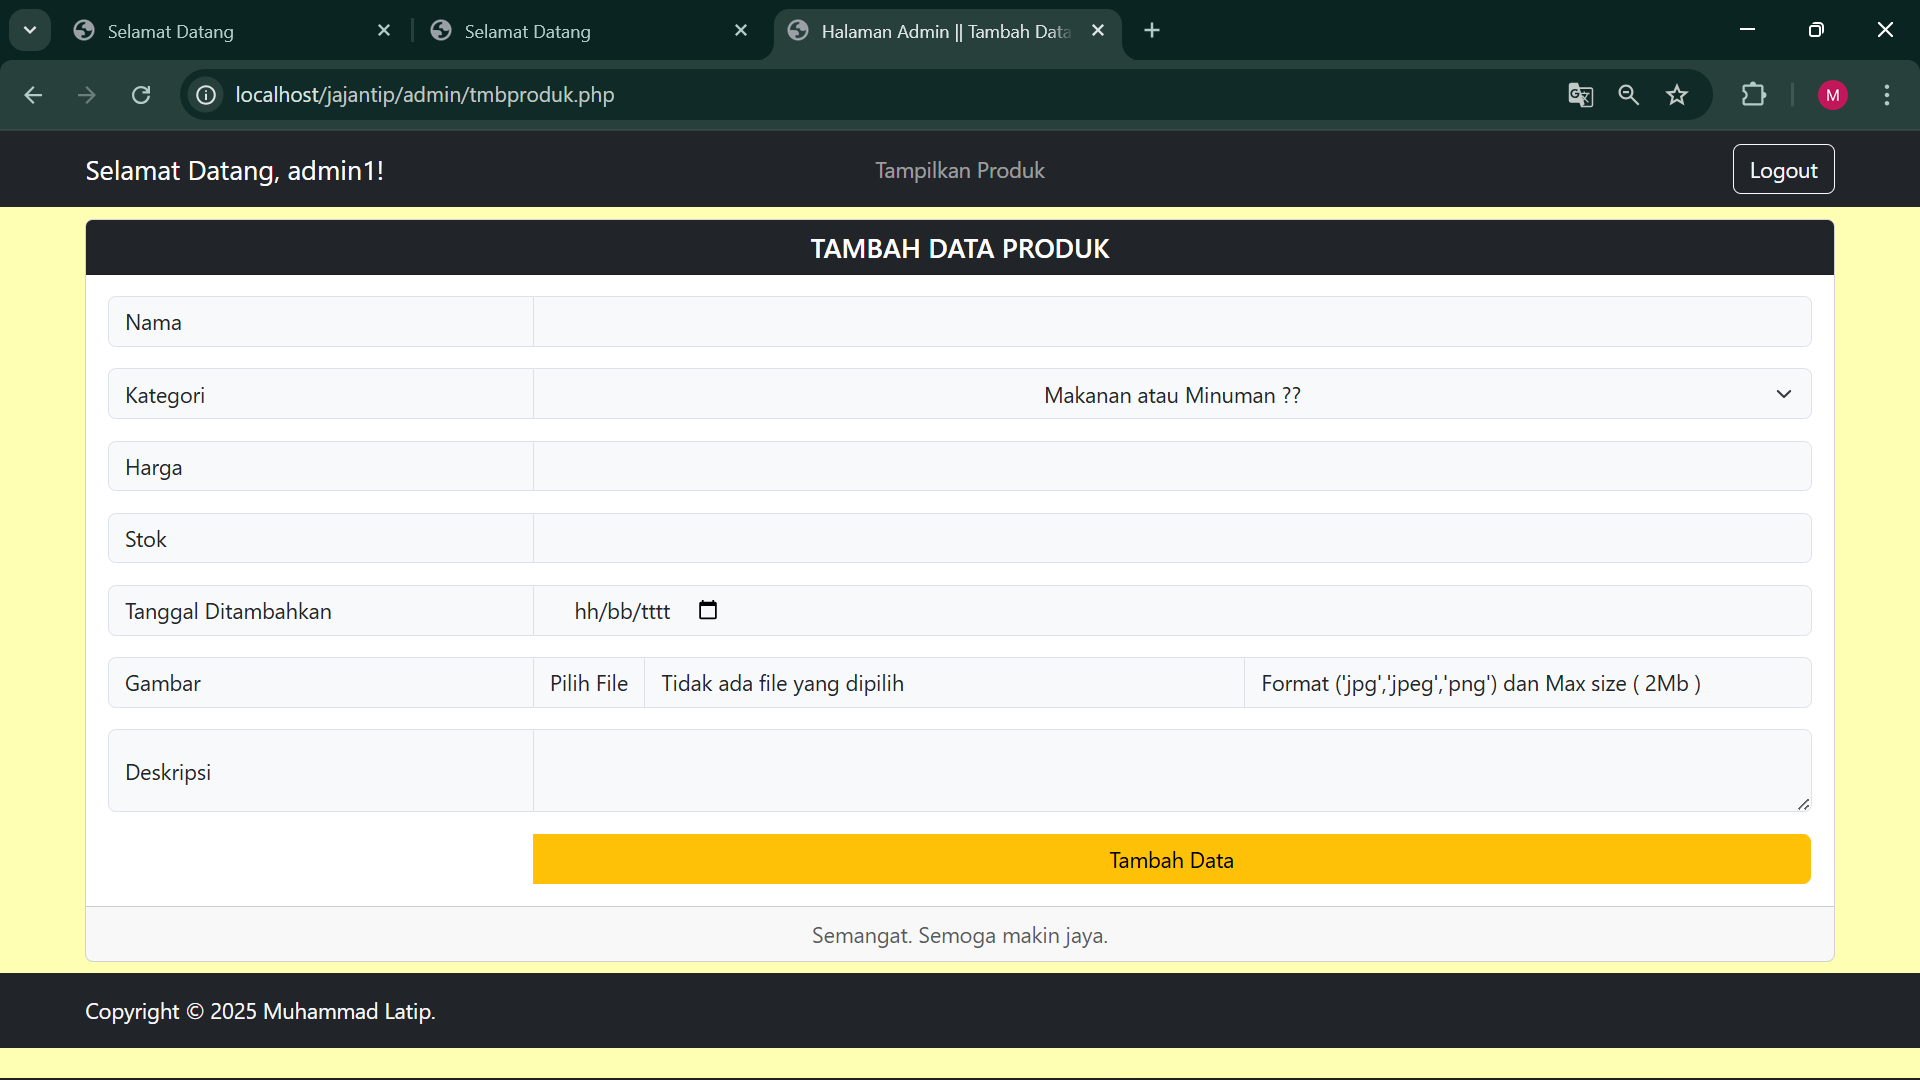 Selamat Datang
Selamat Datang
Halaman Admin || Tambah Data
localhost/jajantip/admin/tmbproduk.php
M
Selamat Datang, admin1!
Tampilkan Produk
Logout
TAMBAH DATA PRODUK
Nama
Kategori
Makanan atau Minuman ??
Harga
Stok
Tanggal Ditambahkan
hh/bb/tttt
Gambar
Pilih File
Tidak ada file yang dipilih
Format ('jpg','jpeg','png') dan Max size ( 2Mb )
Deskripsi
Tambah Data
Semangat. Semoga makin jaya.
Copyright © 2025 Muhammad Latip.